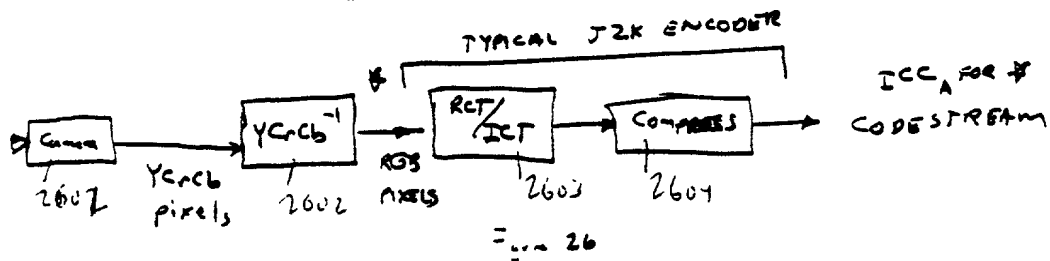 TYPICAL J2K ENCODER
ICC_A FOR *
CODESTREAM
*
Camera
YCrCb⁻¹
RCT/
ICT
COMPRESS
YCrCb
pixels
RGB
PIXELS
2601
2602
2603
2604
Figure 26